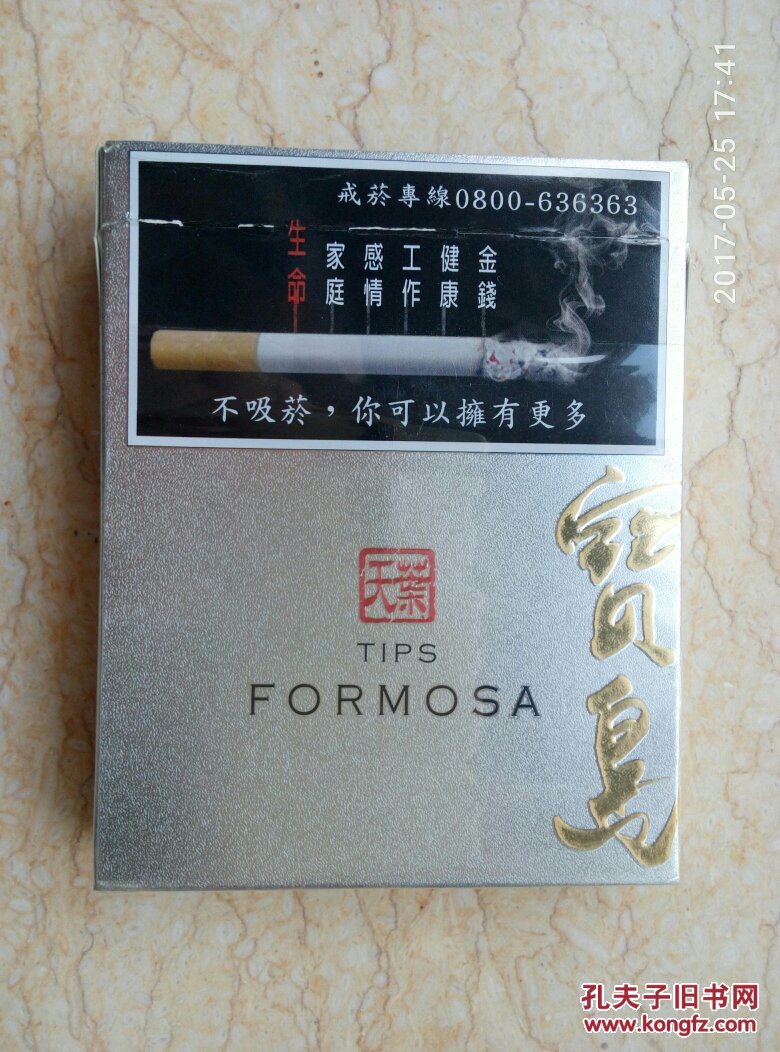 戒菸專線0800-636363
生命 家庭 感情 工作 健康 金錢
不吸菸，你可以擁有更多
天葉
TIPS
FORMOSA
寶島
2017-05-25 17:41
孔夫子旧书网
www.kongfz.com